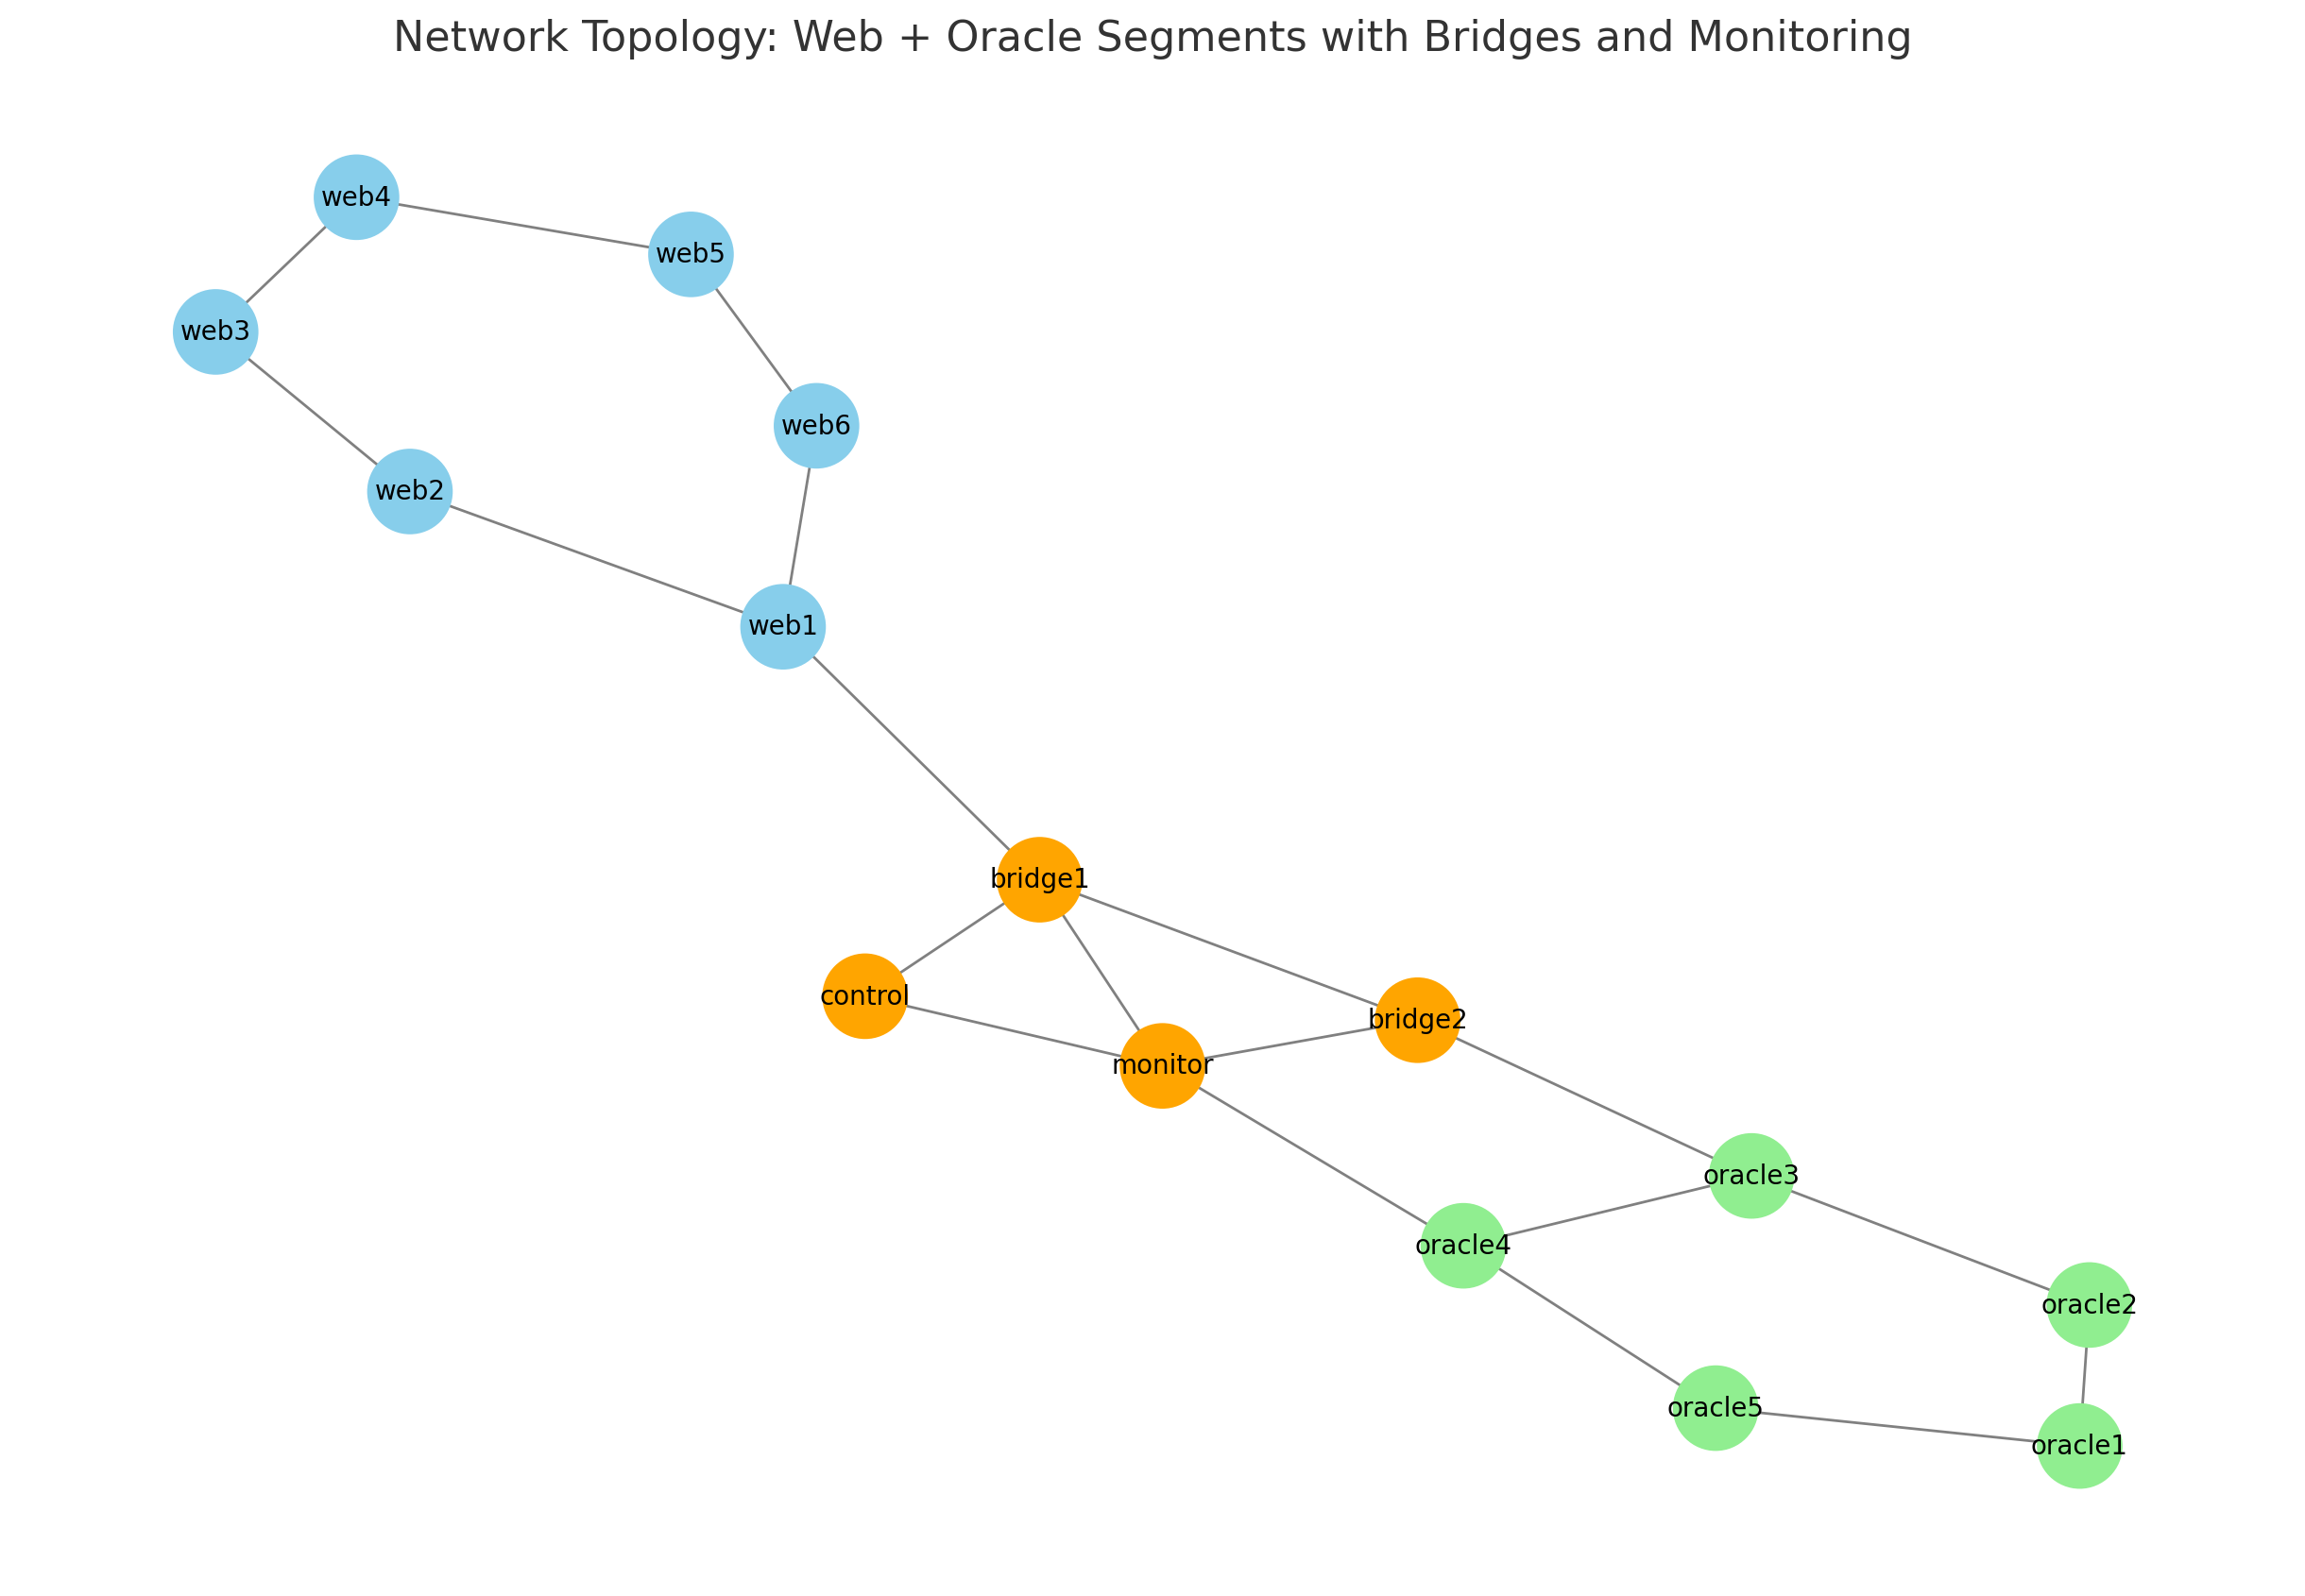 Network Topology: Web + Oracle Segments with Bridges and Monitoring
web4
web5
web3
web6
web2
web1
bridge1
control
bridge2
monitor
oracle3
oracle4
oracle2
oracle5
oracle1